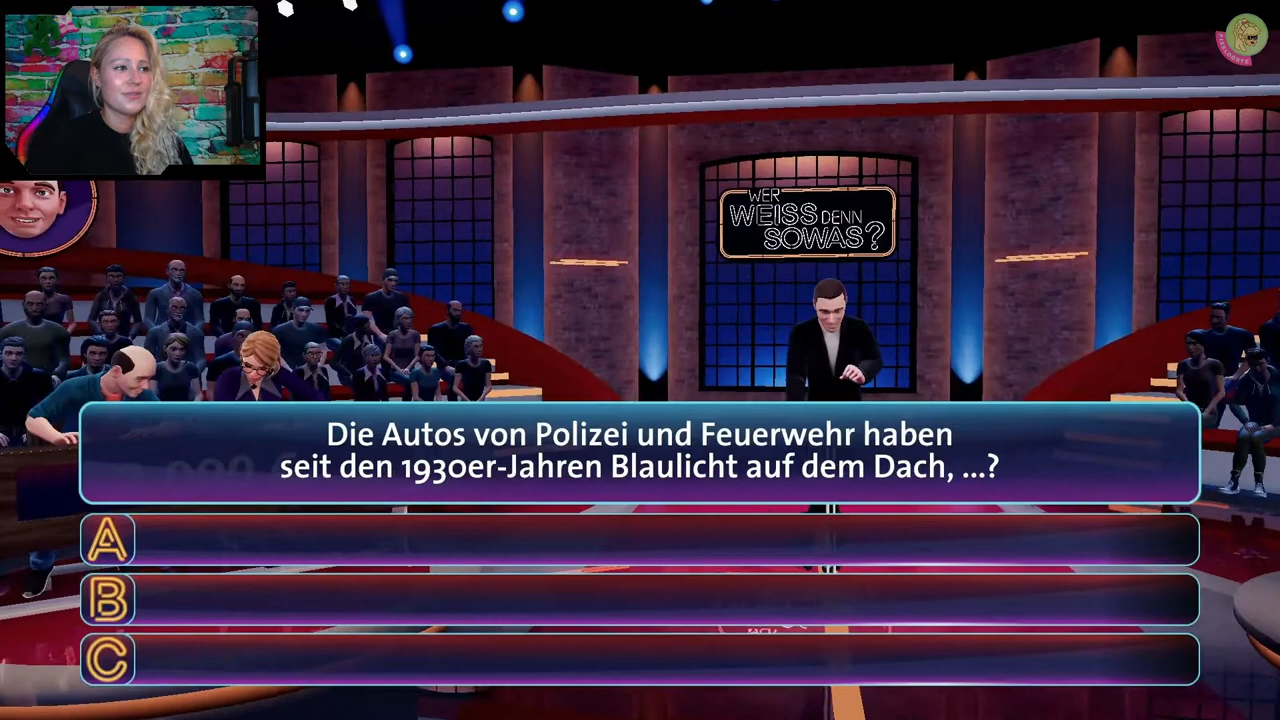 WER
WEISS DENN
SOWAS?
Die Autos von Polizei und Feuerwehr haben
seit den 1930er-Jahren Blaulicht auf dem Dach, ...?
A
B
C